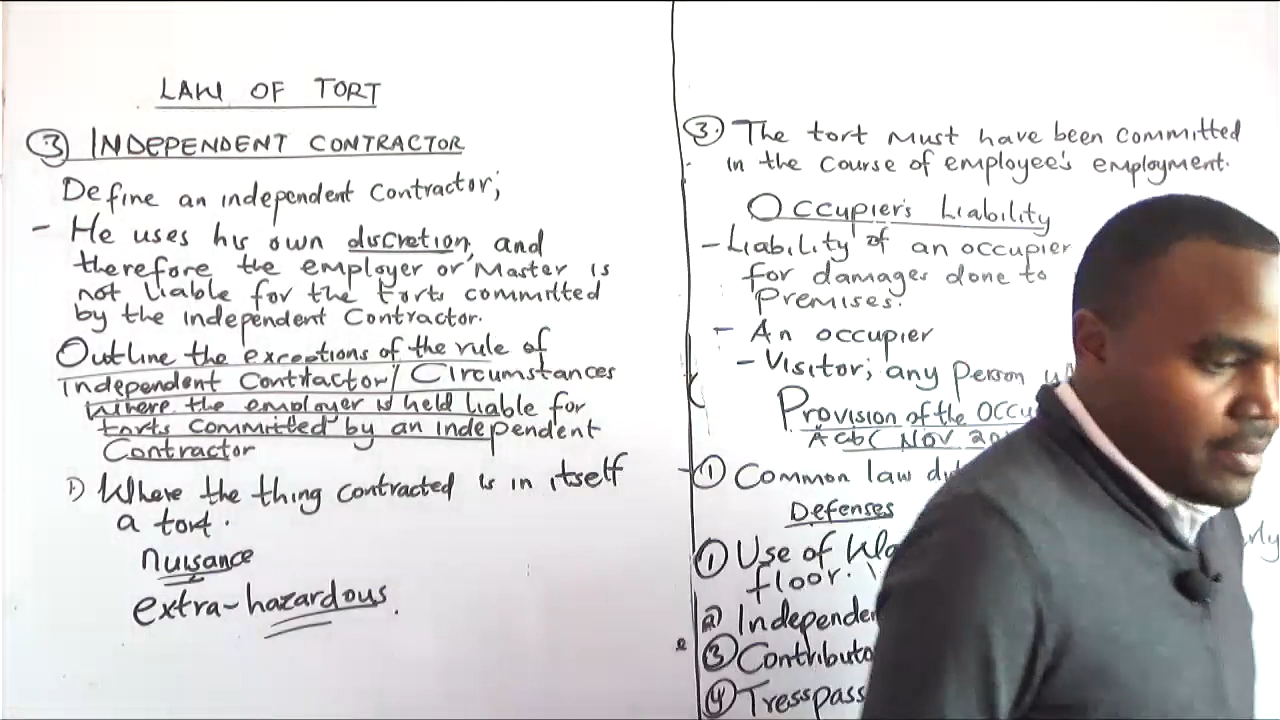 LAW OF TORT
3 INDEPENDENT CONTRACTOR
Define an independent Contractor;
- He uses his own discretion, and
therefore the employer or Master is
not liable for the torts committed
by the independent Contractor.
Outline the exceptions of the rule of
independent Contractor/ Circumstances
where the employer is held liable for
torts committed by an independent
Contractor
1) Where the thing contracted is in itself
a tort.
nuisance
extra-hazardous.
3. The tort must have been committed
in the course of employee's employment.
Occupier's Liability
- Liability of an occupier
for damages done to
Premises.
- An occupier
- Visitor; any person
Provision of the
Act (NOV
1 Common law
Defenses
1 Use of
floor.
2
3
4